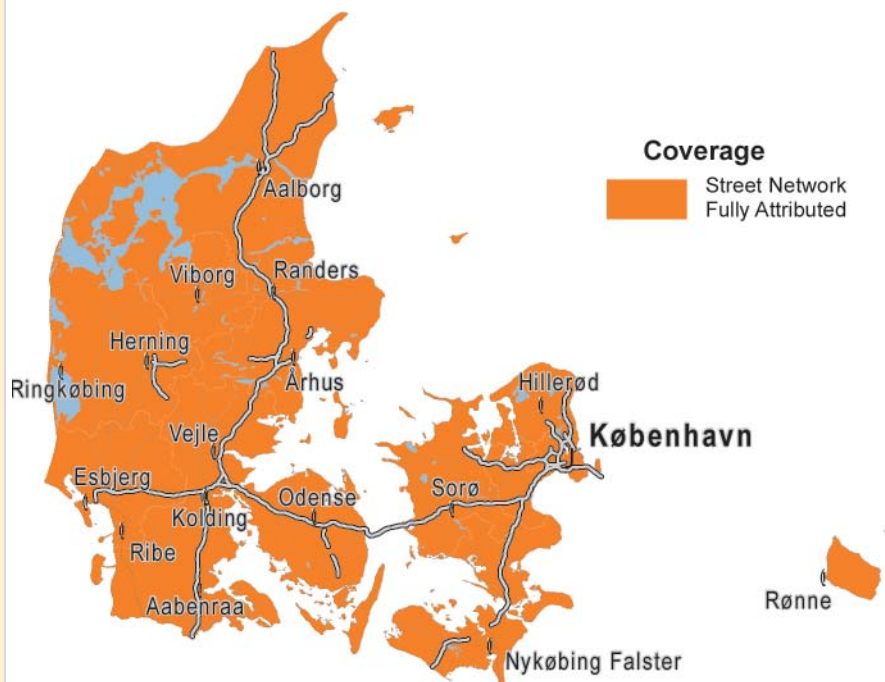 Coverage
Street Network
Fully Attributed
Aalborg
Viborg
Randers
Herning
Ringkøbing
Århus
Hillerød
København
Vejle
Esbjerg
Kolding
Odense
Sorø
Ribe
Aabenraa
Rønne
Nykøbing Falster